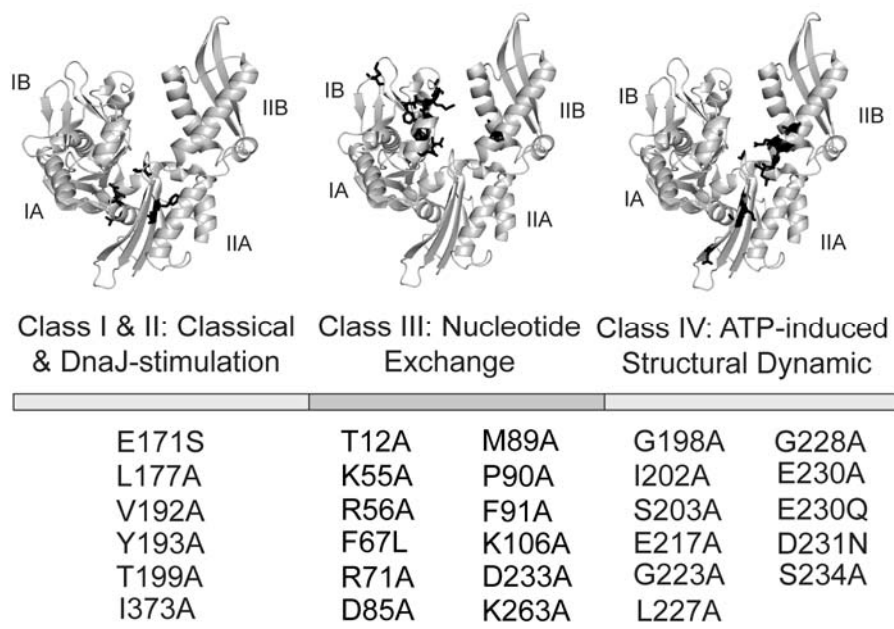 IB
IIB
IA
IIA
IB
IIB
IA
IIA
IB
IIB
IA
IIA
Class I & II: Classical
& DnaJ-stimulation
Class III: Nucleotide
Exchange
Class IV: ATP-induced
Structural Dynamic
E171S
L177A
V192A
Y193A
T199A
I373A
T12A M89A
K55A P90A
R56A F91A
F67L K106A
R71A D233A
D85A K263A
G198A G228A
I202A E230A
S203A E230Q
E217A D231N
G223A S234A
L227A